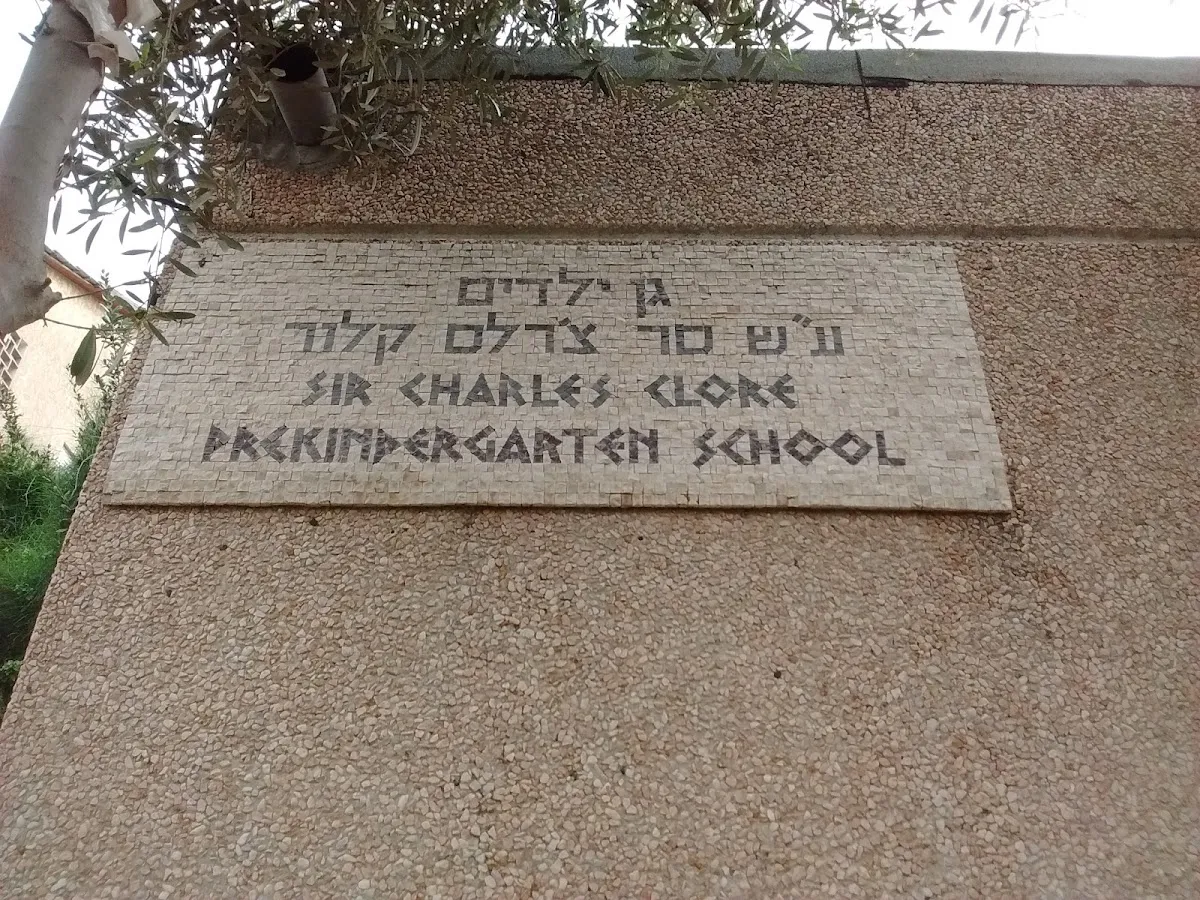 גן ילדים
ע"ש סר צ'רלס קלור
SIR CHARLES CLORE
PREKINDERGARTEN SCHOOL